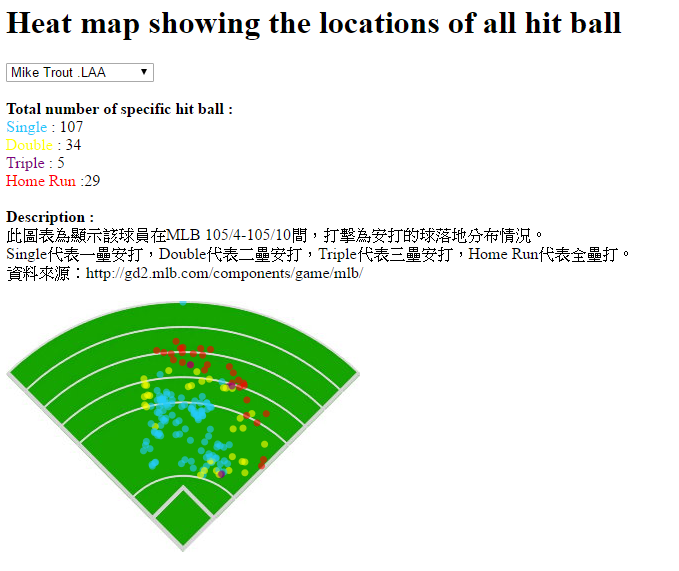 Heat map showing the locations of all hit ball
Mike Trout .LAA
Total number of specific hit ball :
Single : 107
Double : 34
Triple : 5
Home Run :29
Description :
此圖表為顯示該球員在MLB 105/4-105/10間，打擊為安打的球落地分布情況。
Single代表一壘安打，Double代表二壘安打，Triple代表三壘安打，Home Run代表全壘打。
資料來源：http://gd2.mlb.com/components/game/mlb/